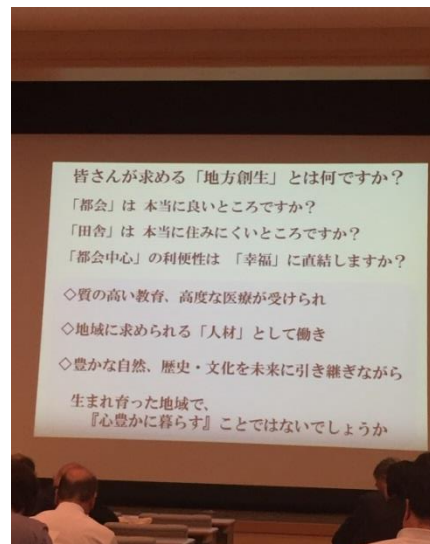 皆さんが求める「地方創生」とは何ですか?
「都会」は 本当に良いところですか?
「田舎」は 本当に住みにくいところですか?
「都会中心」の利便性は 「幸福」に直結しますか?
◇質の高い教育、高度な医療が受けられ
◇地域に求められる「人材」として働き
◇豊かな自然、歴史・文化を未来に引き継ぎながら
生まれ育った地域で、
『心豊かに暮らす』ことではないでしょうか